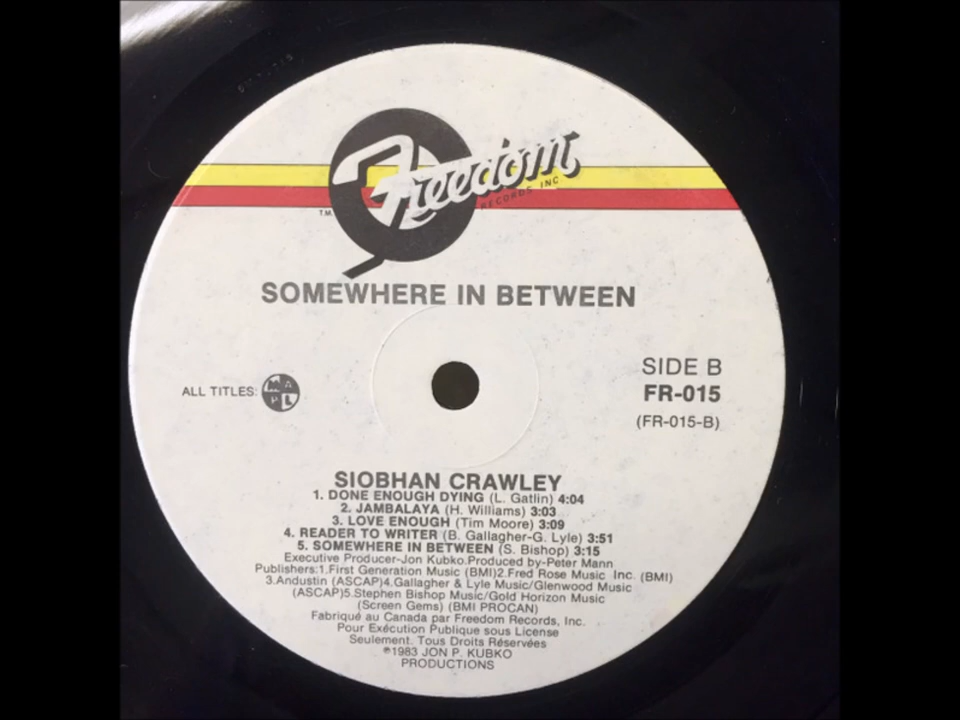 Freedom
RECORDS INC
T.M.
SOMEWHERE IN BETWEEN
SIDE B
FR-015
(FR-015-B)
ALL TITLES: M A P L
SIOBHAN CRAWLEY
1. DONE ENOUGH DYING (L. Gatlin) 4:04
2. JAMBALAYA (H. Williams) 3:03
3. LOVE ENOUGH (Tim Moore) 3:09
4. READER TO WRITER (B. Gallagher-G. Lyle) 3:51
5. SOMEWHERE IN BETWEEN (S. Bishop) 3:15
Executive Producer-Jon Kubko.Produced by-Peter Mann
Publishers:1.First Generation Music (BMI)2.Fred Rose Music Inc. (BMI)
3.Andustin (ASCAP)4.Gallagher & Lyle Music/Glenwood Music
(ASCAP)5.Stephen Bishop Music/Gold Horizon Music
(Screen Gems) (BMI PROCAN)
Fabriqué au Canada par Freedom Records, Inc.
Pour Exécution Publique sous License
Seulement. Tous Droits Réservées
℗1983 JON P. KUBKO
PRODUCTIONS